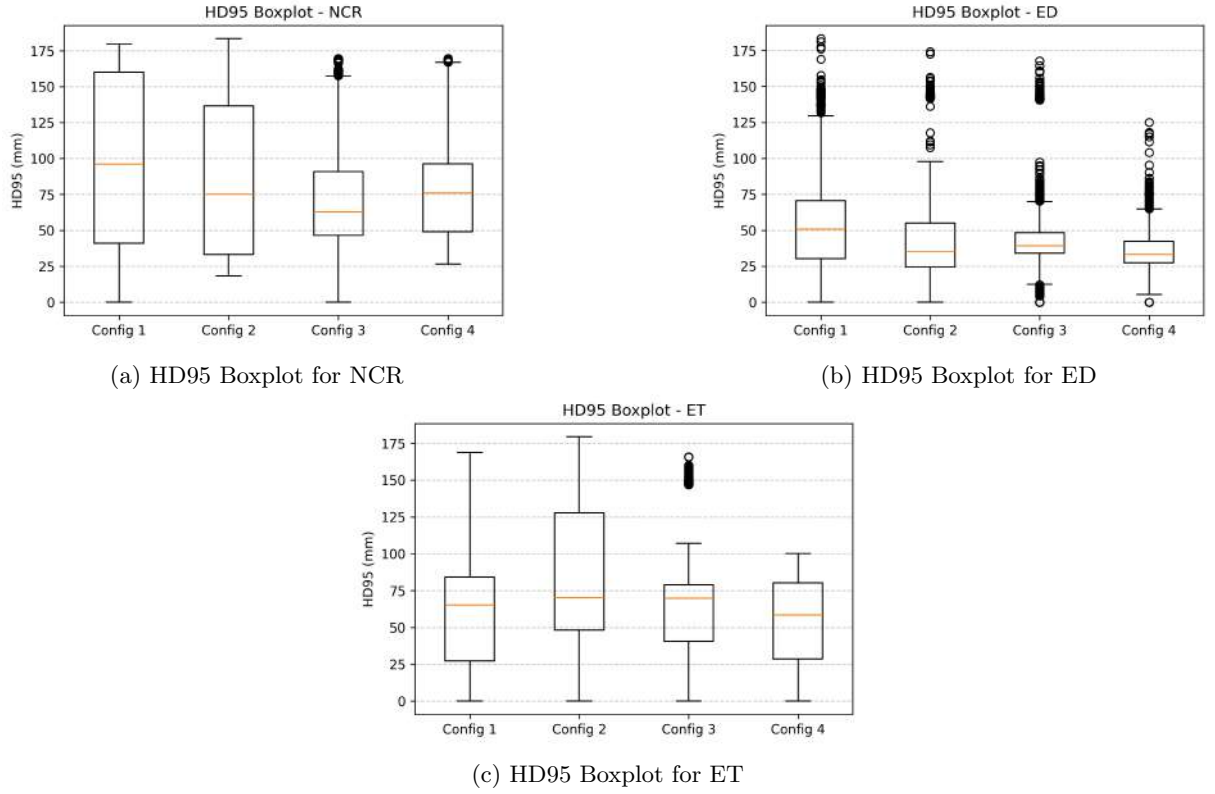 HD95 Boxplot - NCR
HD95 (mm)
175
150
125
100
75
50
25
0
Config 1 Config 2 Config 3 Config 4
(a) HD95 Boxplot for NCR
HD95 Boxplot - ED
HD95 (mm)
175
150
125
100
75
50
25
0
Config 1 Config 2 Config 3 Config 4
(b) HD95 Boxplot for ED
HD95 Boxplot - ET
HD95 (mm)
175
150
125
100
75
50
25
0
Config 1 Config 2 Config 3 Config 4
(c) HD95 Boxplot for ET